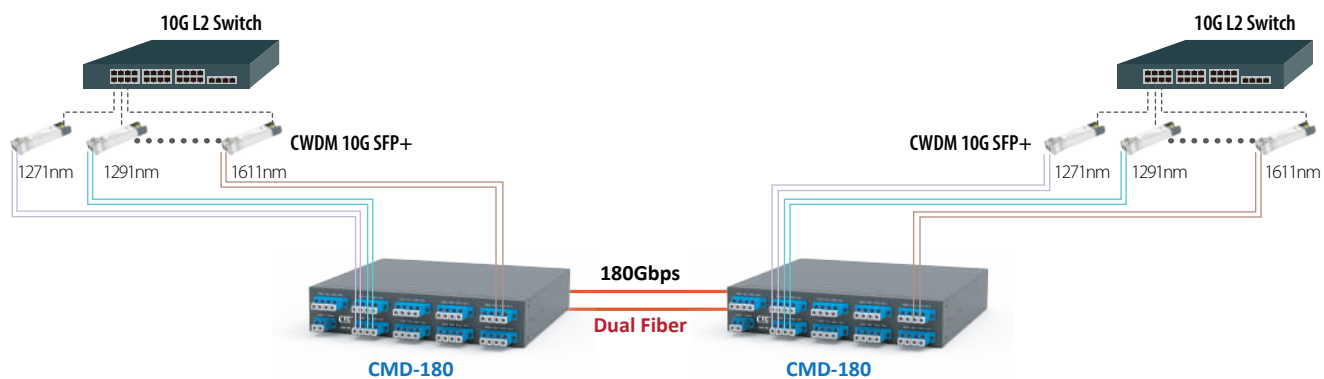 10G L2 Switch
10G L2 Switch
CWDM 10G SFP+
CWDM 10G SFP+
1271nm
1291nm
1611nm
1271nm
1291nm
1611nm
180Gbps
Dual Fiber
CTC
CMD-180
CMD-180